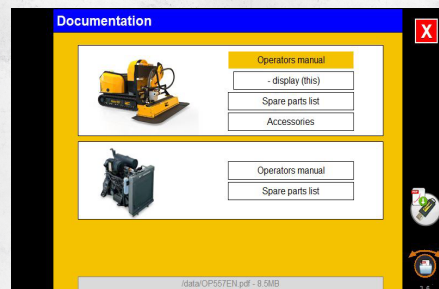 Documentation
X
Operators manual
- display (this)
Spare parts list
Accessories
Operators manual
Spare parts list
/data/OP557EN.pdf - 8.5MB